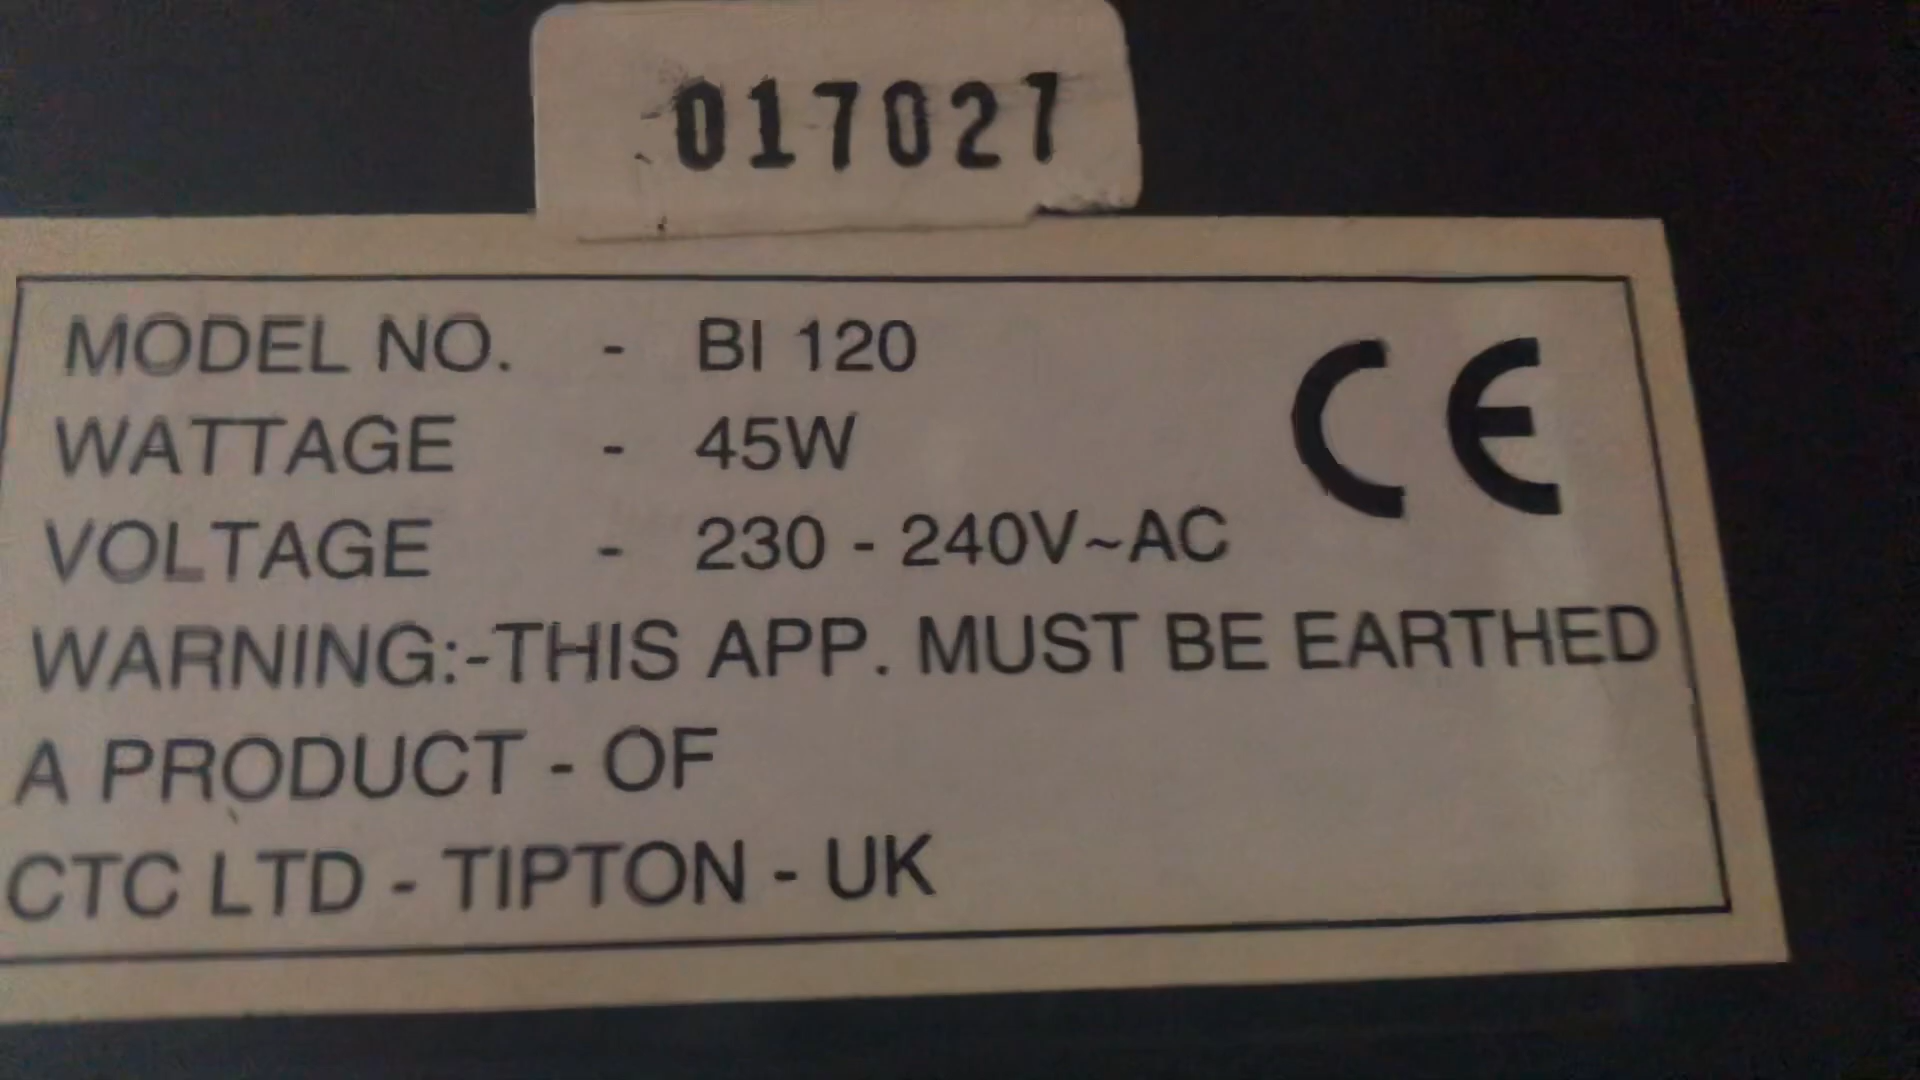 017027
MODEL NO. - BI 120
WATTAGE - 45W
VOLTAGE - 230 - 240V~AC
WARNING:-THIS APP. MUST BE EARTHED
A PRODUCT - OF
CTC LTD - TIPTON - UK
CE